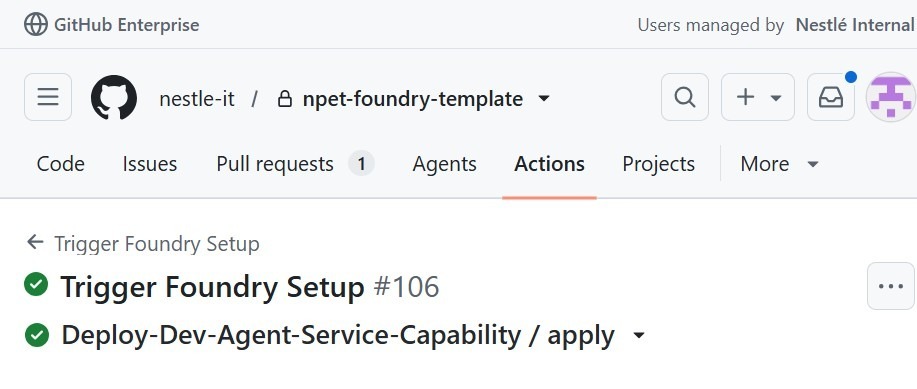 GitHub Enterprise Users managed by Nestlé Internal
nestle-it / npet-foundry-template
Code Issues Pull requests 1 Agents Actions Projects More
Trigger Foundry Setup
Trigger Foundry Setup #106
Deploy-Dev-Agent-Service-Capability / apply